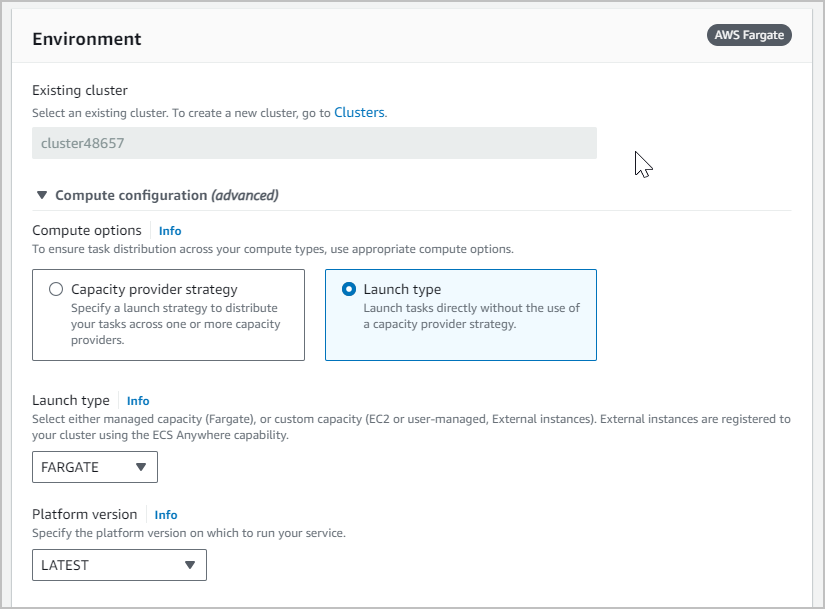 Environment
AWS Fargate
Existing cluster
Select an existing cluster. To create a new cluster, go to Clusters.
cluster48657
Compute configuration (advanced)
Compute options Info
To ensure task distribution across your compute types, use appropriate compute options.
Capacity provider strategy
Specify a launch strategy to distribute
your tasks across one or more capacity
providers.
Launch type
Launch tasks directly without the use of
a capacity provider strategy.
Launch type Info
Select either managed capacity (Fargate), or custom capacity (EC2 or user-managed, External instances). External instances are registered to
your cluster using the ECS Anywhere capability.
FARGATE
Platform version Info
Specify the platform version on which to run your service.
LATEST